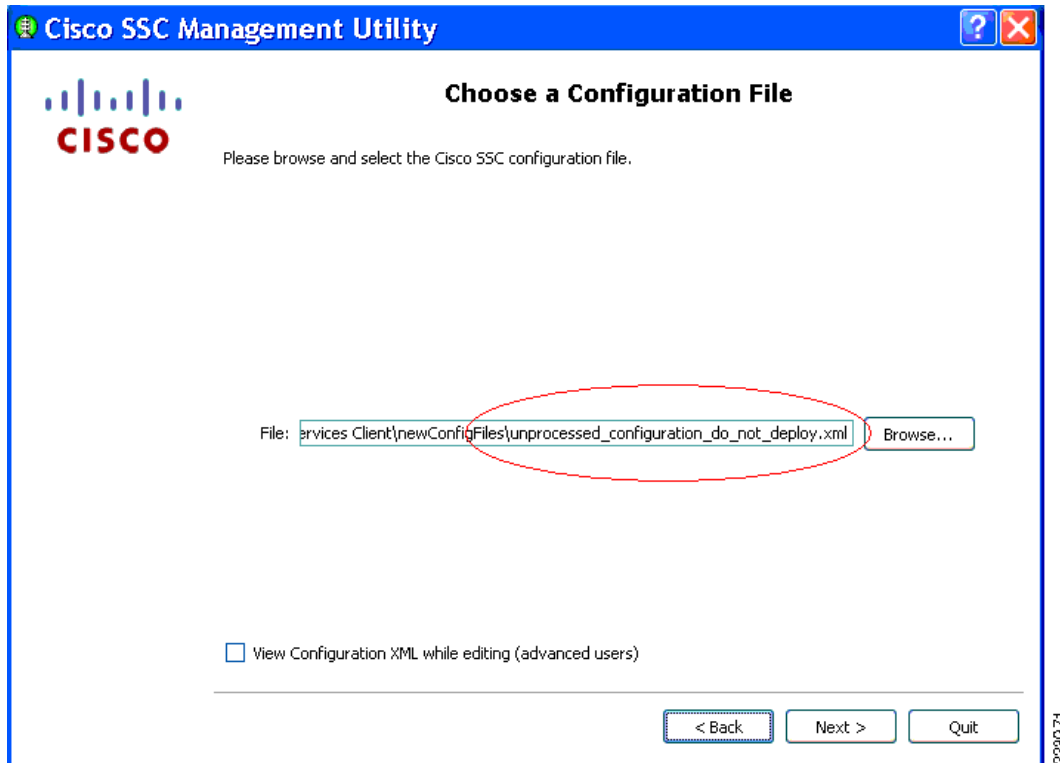 Cisco SSC Management Utility
CISCO
Choose a Configuration File
Please browse and select the Cisco SSC configuration file.
File: ervices Client\newConfigFiles\unprocessed_configuration_do_not_deploy.xml Browse...
View Configuration XML while editing (advanced users)
< Back Next > Quit